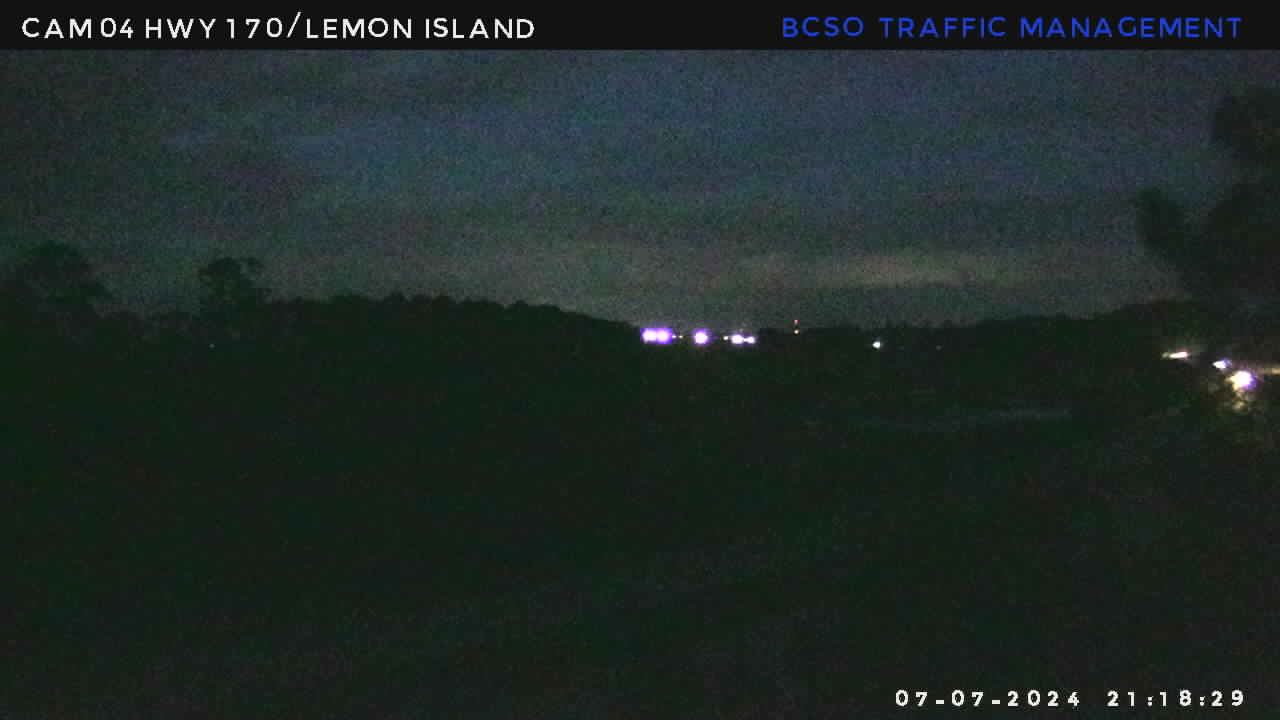 CAM04 HWY 170/LEMON ISLAND
BCSO TRAFFIC MANAGEMENT
07-07-2024 21:18:29